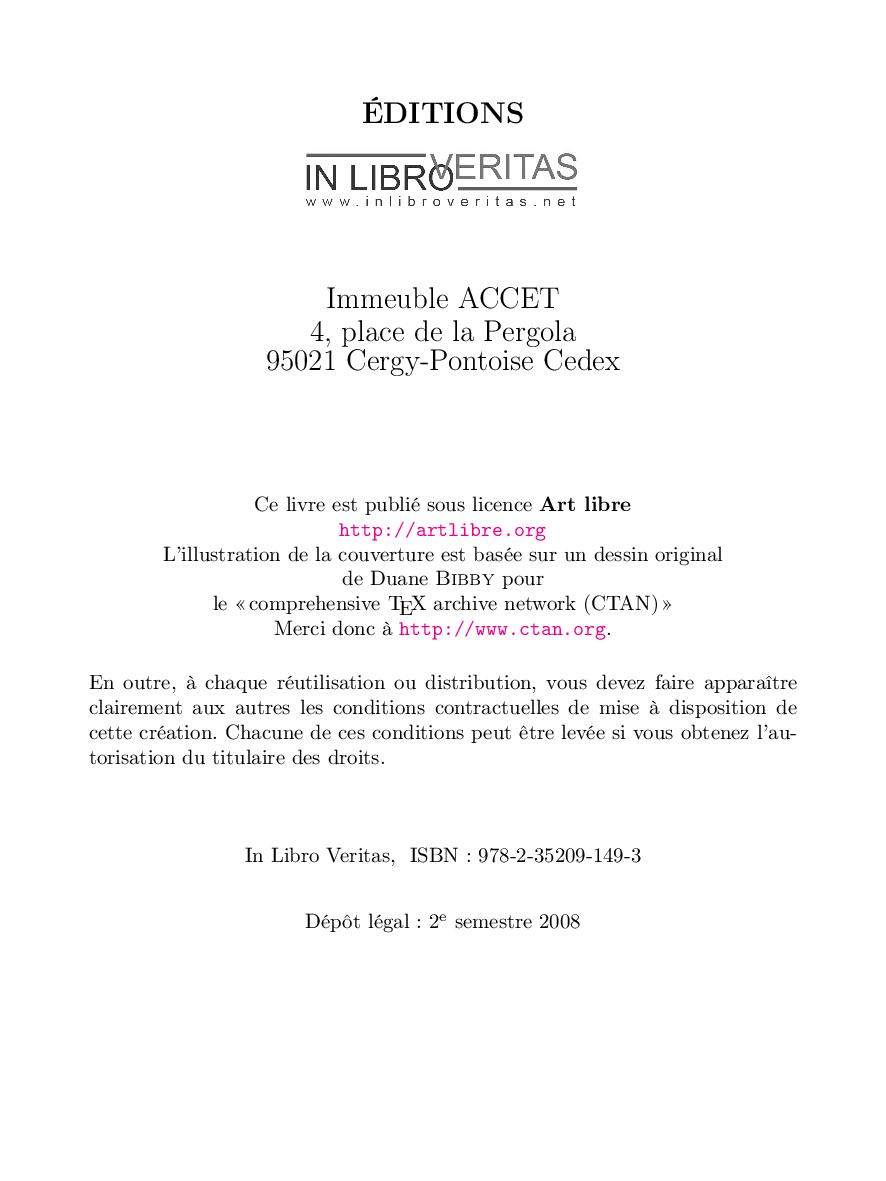 ÉDITIONS
IN LIBRO VERITAS
www.inlibroveritas.net
Immeuble ACCET
4, place de la Pergola
95021 Cergy-Pontoise Cedex
Ce livre est publié sous licence Art libre
http://artlibre.org
L'illustration de la couverture est basée sur un dessin original
de Duane BIBBY pour
le « comprehensive TEX archive network (CTAN) »
Merci donc à http://www.ctan.org.
En outre, à chaque réutilisation ou distribution, vous devez faire apparaître
clairement aux autres les conditions contractuelles de mise à disposition de
cette création. Chacune de ces conditions peut être levée si vous obtenez l'au-
torisation du titulaire des droits.
In Libro Veritas, ISBN : 978-2-35209-149-3
Dépôt légal : 2e semestre 2008